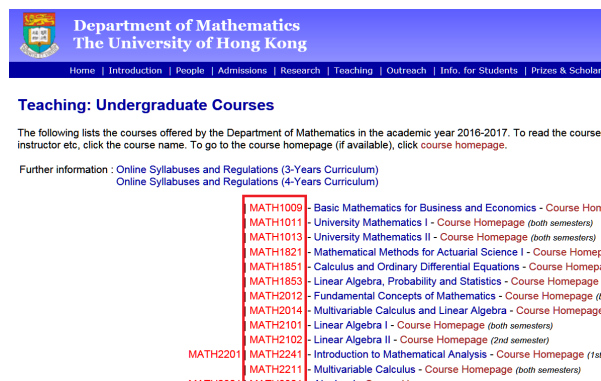 Department of Mathematics
The University of Hong Kong
Home | Introduction | People | Admissions | Research | Teaching | Outreach | Info. for Students | Prizes & Scholar
Teaching: Undergraduate Courses
The following lists the courses offered by the Department of Mathematics in the academic year 2016-2017. To read the course
instructor etc, click the course name. To go to the course homepage (if available), click course homepage.
Further information : Online Syllabuses and Regulations (3-Years Curriculum)
Online Syllabuses and Regulations (4-Years Curriculum)
| MATH1009 - Basic Mathematics for Business and Economics - Course Hom
| MATH1011 - University Mathematics I - Course Homepage (both semesters)
| MATH1013 - University Mathematics II - Course Homepage (both semesters)
| MATH1821 - Mathematical Methods for Actuarial Science I - Course Homep
| MATH1851 - Calculus and Ordinary Differential Equations - Course Homepa
| MATH1853 - Linear Algebra, Probability and Statistics - Course Homepage
| MATH2012 - Fundamental Concepts of Mathematics - Course Homepage (b
| MATH2014 - Multivariable Calculus and Linear Algebra - Course Homepage
| MATH2101 - Linear Algebra I - Course Homepage (both semesters)
| MATH2102 - Linear Algebra II - Course Homepage (2nd semester)
MATH2201 | MATH2241 - Introduction to Mathematical Analysis - Course Homepage (1st
| MATH2211 - Multivariable Calculus - Course Homepage (both semesters)